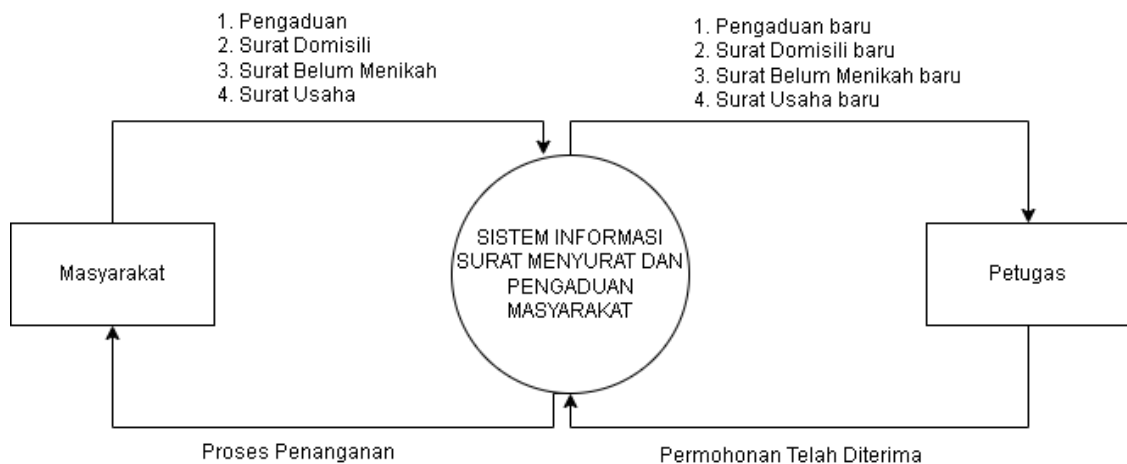 1. Pengaduan
2. Surat Domisili
3. Surat Belum Menikah
4. Surat Usaha
1. Pengaduan baru
2. Surat Domisili baru
3. Surat Belum Menikah baru
4. Surat Usaha baru
Masyarakat
SISTEM INFORMASI
SURAT MENYURAT DAN
PENGADUAN
MASYARAKAT
Petugas
Proses Penanganan
Permohonan Telah Diterima